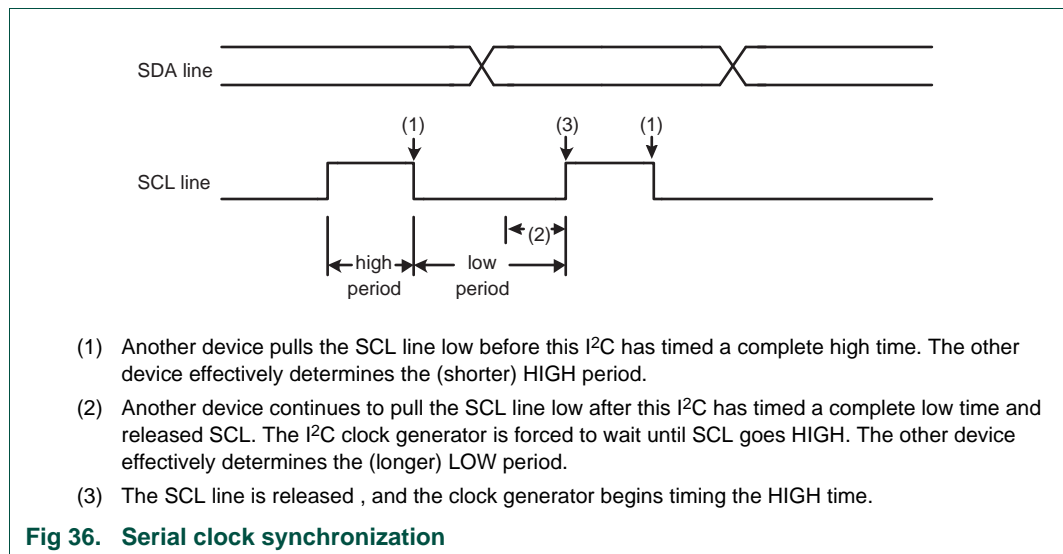 SDA line
(1) (3) (1)
SCL line
(2)
high low
period period
(1) Another device pulls the SCL line low before this I²C has timed a complete high time. The other
device effectively determines the (shorter) HIGH period.
(2) Another device continues to pull the SCL line low after this I²C has timed a complete low time and
released SCL. The I²C clock generator is forced to wait until SCL goes HIGH. The other device
effectively determines the (longer) LOW period.
(3) The SCL line is released , and the clock generator begins timing the HIGH time.
Fig 36. Serial clock synchronization